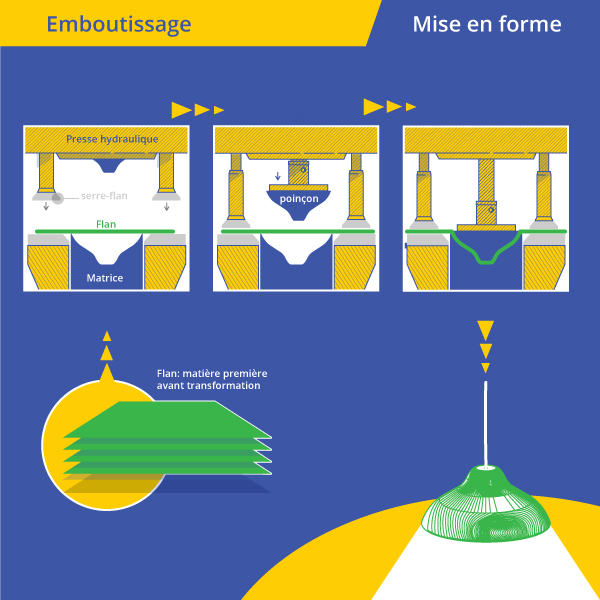 Emboutissage
Mise en forme
Presse hydraulique
serre-flan
Flan
Matrice
poinçon
Flan: matière première
avant transformation